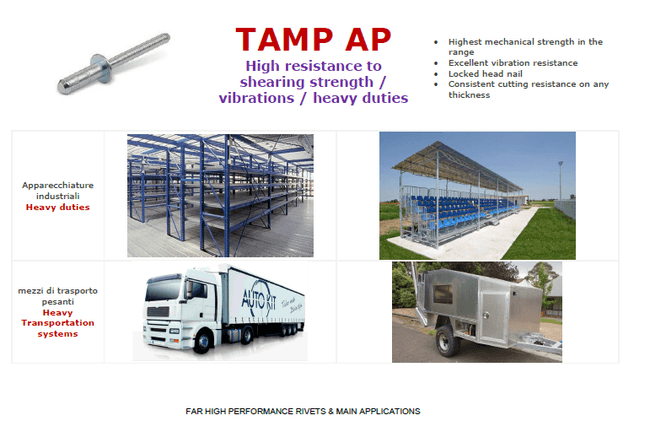 TAMP AP
High resistance to
shearing strength /
vibrations / heavy duties
• Highest mechanical strength in the
range
• Excellent vibration resistance
• Locked head nail
• Consistent cutting resistance on any
thickness
Apparecchiature
industriali
Heavy duties
mezzi di trasporto
pesanti
Heavy
Transportation
systems
AUTO KIT
FAR HIGH PERFORMANCE RIVETS & MAIN APPLICATIONS